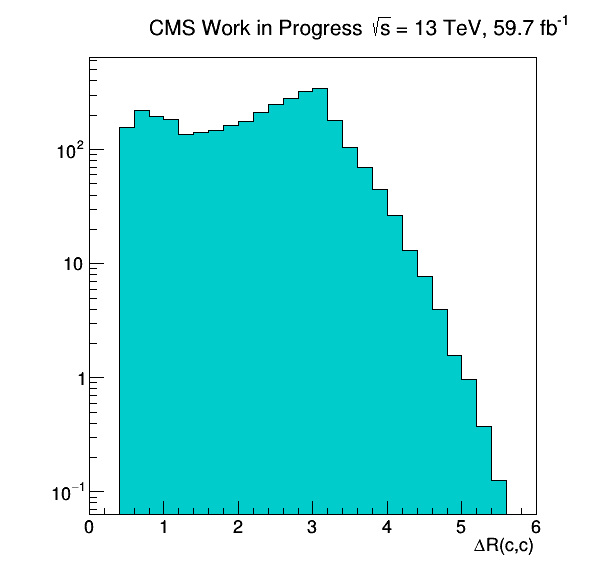 CMS Work in Progress √s = 13 TeV, 59.7 fb⁻¹
10²
10
1
10⁻¹
0 1 2 3 4 5 6
ΔR(c,c)